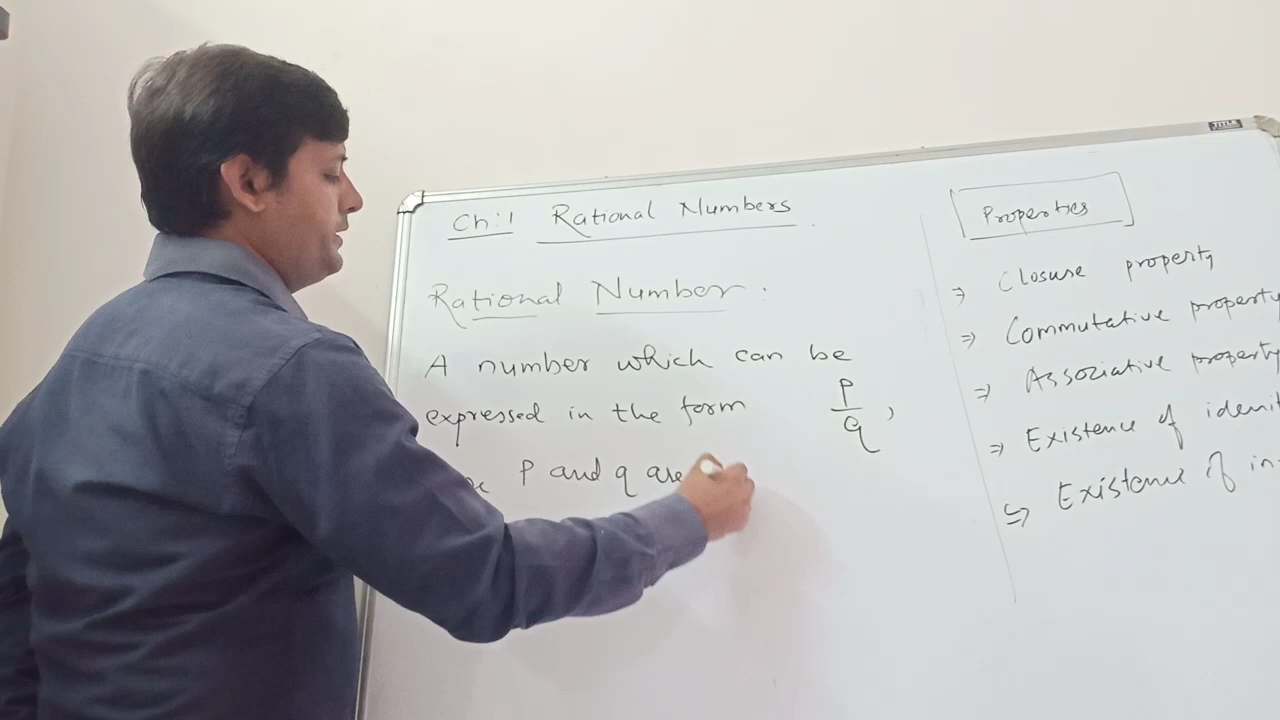 Ch:1 Rational Numbers
Rational Number:
A number which can be
expressed in the form p/q,
P and q are
TITLE
Properties
⇒ Closure property
⇒ Commutative property
⇒ Associative property
⇒ Existence of
⇒ Existence of